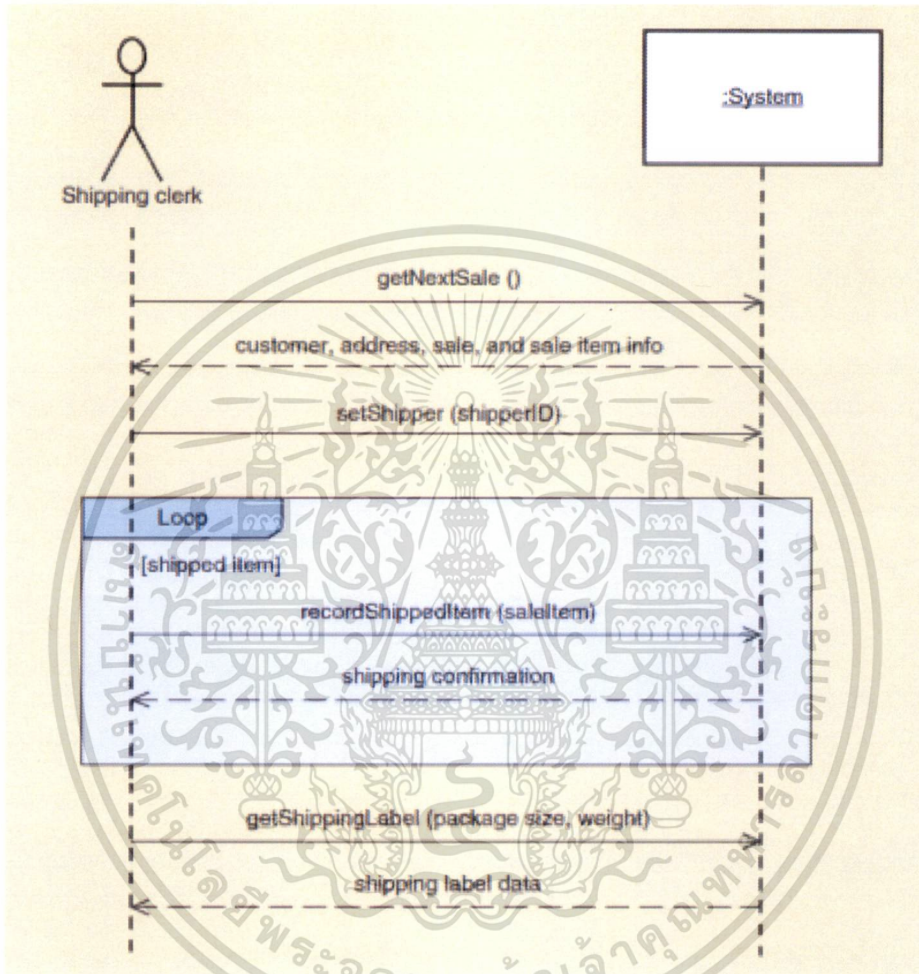 :System
Shipping clerk
getNextSale ()
customer, address, sale, and sale item info
setShipper (shipperID)
Loop
[shipped item]
recordShippedItem (saleItem)
shipping confirmation
getShippingLabel (package size, weight)
shipping label data